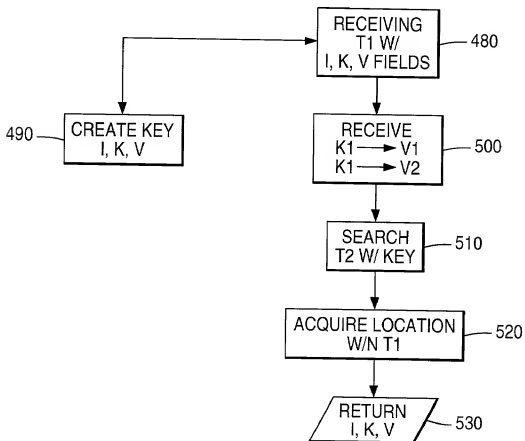 RECEIVING
T1 W/
I, K, V FIELDS
480
490
CREATE KEY
I, K, V
RECEIVE
K1 → V1
K1 → V2
500
SEARCH
T2 W/ KEY
510
ACQUIRE LOCATION
W/N T1
520
RETURN
I, K, V
530